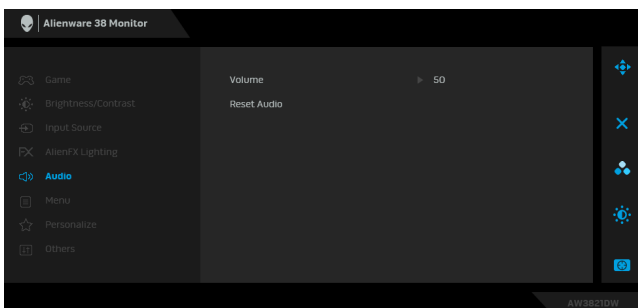 Alienware 38 Monitor
Game
Brightness/Contrast
Input Source
AlienFX Lighting
Audio
Menu
Personalize
Others
Volume 50
Reset Audio
AW3821DW